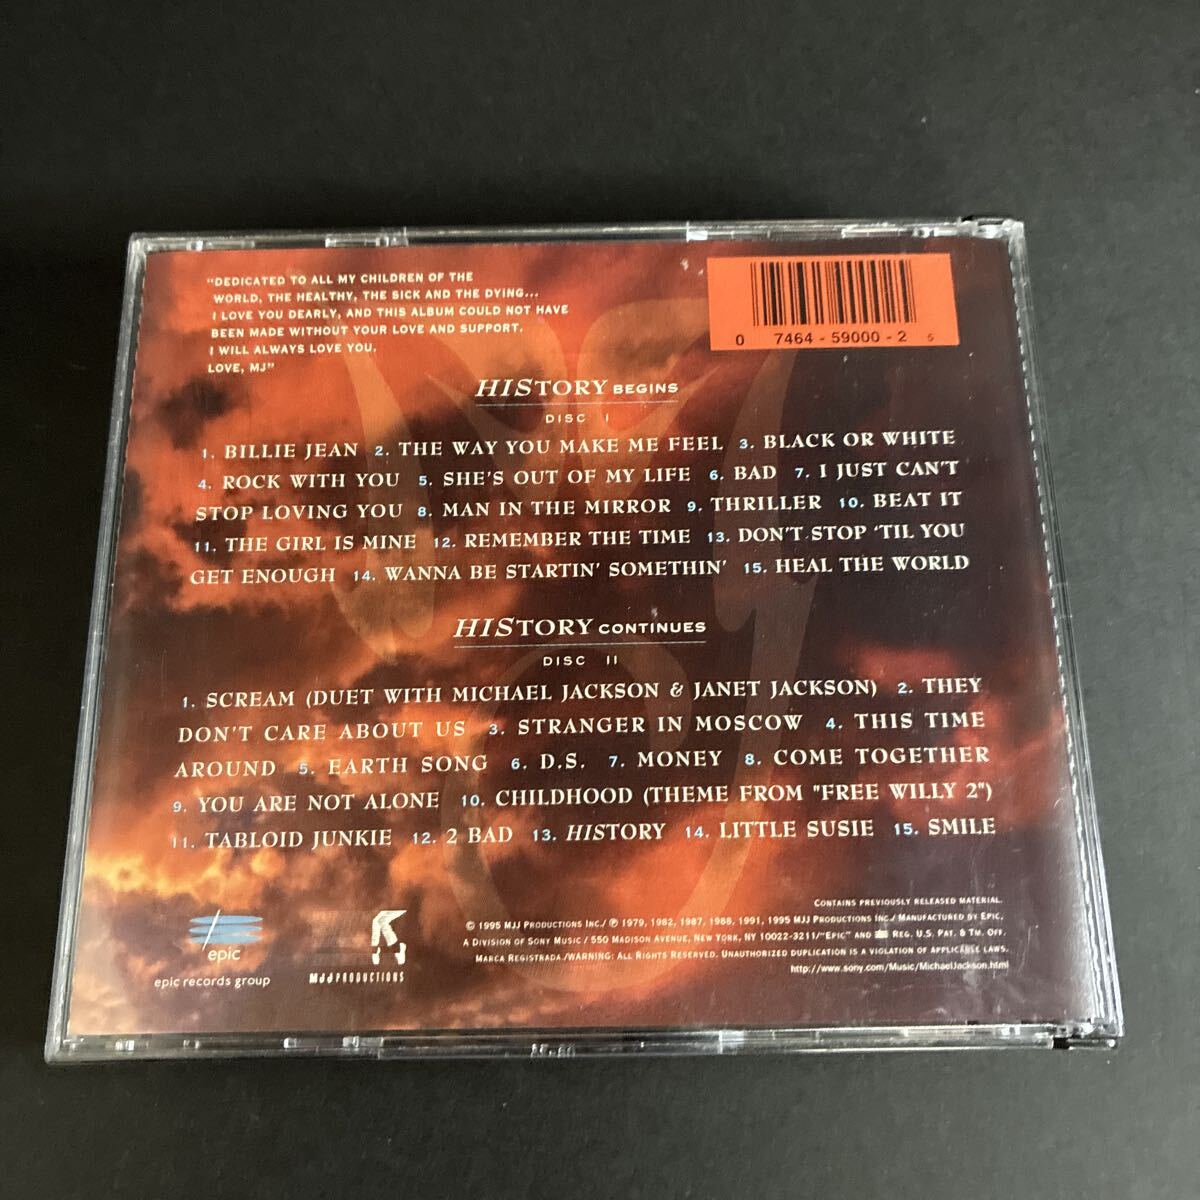 "DEDICATED TO ALL MY CHILDREN OF THE
WORLD, THE HEALTHY, THE SICK AND THE DYING...
I LOVE YOU DEARLY, AND THIS ALBUM COULD NOT HAVE
BEEN MADE WITHOUT YOUR LOVE AND SUPPORT.
I WILL ALWAYS LOVE YOU.
LOVE, MJ"
0 7464-59000-2 5
HISTORY BEGINS
DISC I
1. BILLIE JEAN 2. THE WAY YOU MAKE ME FEEL 3. BLACK OR WHITE
4. ROCK WITH YOU 5. SHE'S OUT OF MY LIFE 6. BAD 7. I JUST CAN'T
STOP LOVING YOU 8. MAN IN THE MIRROR 9. THRILLER 10. BEAT IT
11. THE GIRL IS MINE 12. REMEMBER THE TIME 13. DON'T STOP 'TIL YOU
GET ENOUGH 14. WANNA BE STARTIN' SOMETHIN' 15. HEAL THE WORLD
HISTORY CONTINUES
DISC II
1. SCREAM (DUET WITH MICHAEL JACKSON & JANET JACKSON) 2. THEY
DON'T CARE ABOUT US 3. STRANGER IN MOSCOW 4. THIS TIME
AROUND 5. EARTH SONG 6. D.S. 7. MONEY 8. COME TOGETHER
9. YOU ARE NOT ALONE 10. CHILDHOOD (THEME FROM "FREE WILLY 2")
11. TABLOID JUNKIE 12. 2 BAD 13. HISTORY 14. LITTLE SUSIE 15. SMILE
epic
epic records group
MJJ PRODUCTIONS
CONTAINS PREVIOUSLY RELEASED MATERIAL.
© 1995 MJJ PRODUCTIONS INC./ ℗ 1979, 1982, 1987, 1988, 1991, 1995 MJJ PRODUCTIONS INC./ MANUFACTURED BY EPIC,
A DIVISION OF SONY MUSIC / 550 MADISON AVENUE, NEW YORK, NY 10022-3211/"EPIC" AND REG. U.S. PAT. & TM. OFF.
MARCA REGISTRADA./WARNING: ALL RIGHTS RESERVED. UNAUTHORIZED DUPLICATION IS A VIOLATION OF APPLICABLE LAWS.
http://www.sony.com/Music/MichaelJackson.html